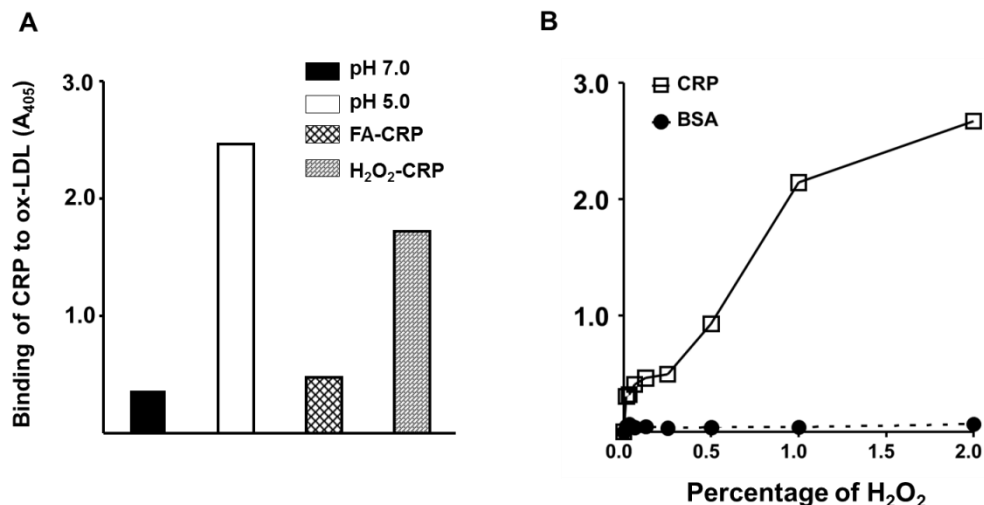 A
Binding of CRP to ox-LDL (A₄₀₅)
3.0
2.0
1.0
pH 7.0
pH 5.0
FA-CRP
H₂O₂-CRP
B
3.0
2.0
1.0
CRP
BSA
0.0 0.5 1.0 1.5 2.0
Percentage of H₂O₂